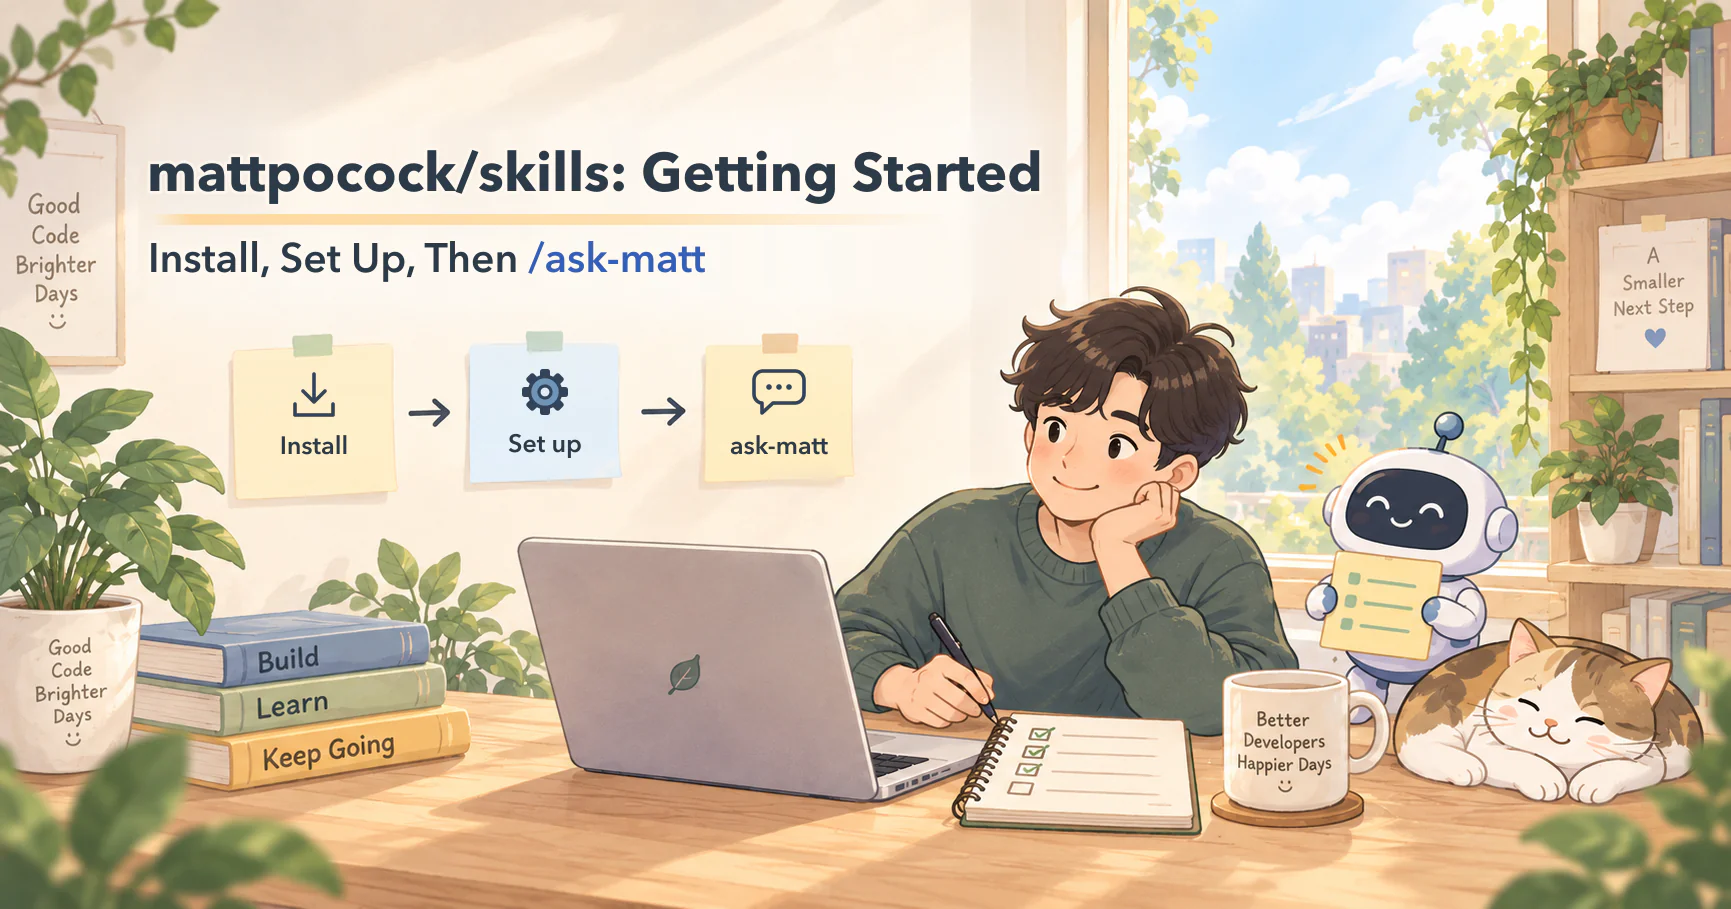 mattpocock/skills: Getting Started
Install, Set Up, Then /ask-matt
Install
Set up
ask-matt
Good
Code
Brighter
Days
A
Smaller
Next Step
Good
Code
Brighter
Days
Build
Learn
Keep Going
Better
Developers
Happier Days